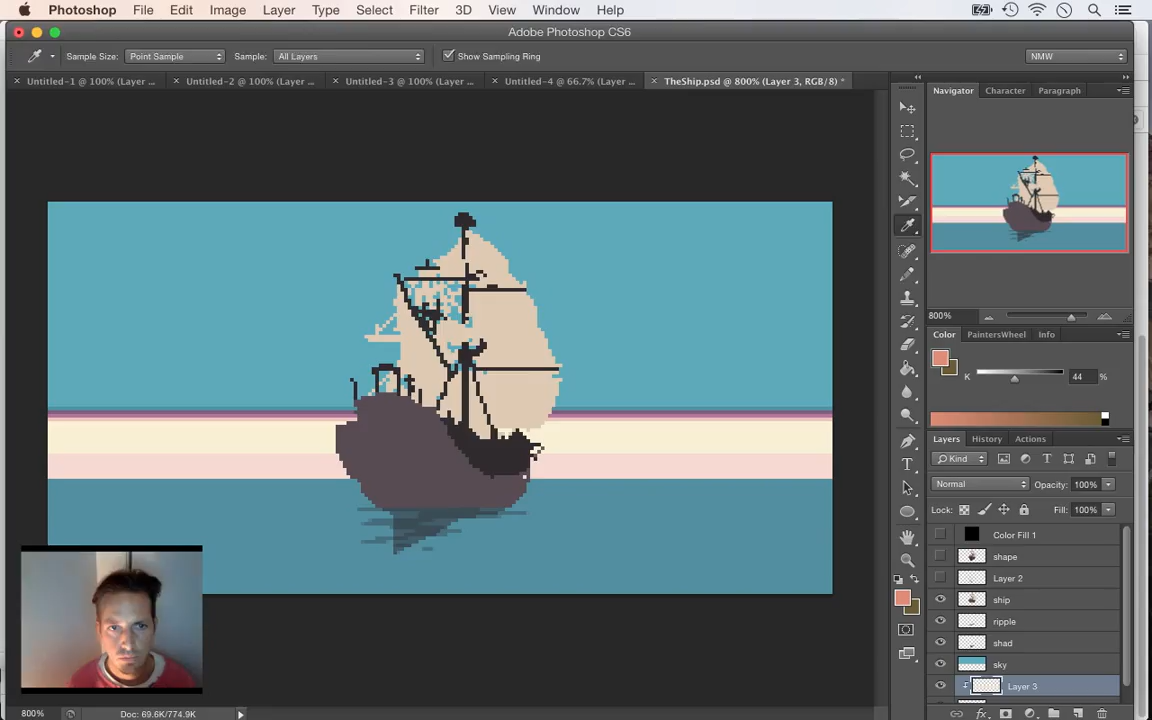 Photoshop File Edit Image Layer Type Select Filter 3D View Window Help
Adobe Photoshop CS6
Sample Size: Point Sample Sample: All Layers Show Sampling Ring NMW
Untitled-1 @ 100% (Layer ... Untitled-2 @ 100% (Layer ... Untitled-3 @ 100% (Layer ... Untitled-4 @ 66.7% (Layer ... TheShip.psd @ 800% (Layer 3, RGB/8) *
Navigator Character Paragraph
800%
Color PaintersWheel Info
K 44 %
Layers History Actions
Kind
Normal Opacity: 100%
Lock: Fill: 100%
Color Fill 1
shape
Layer 2
ship
ripple
shad
sky
Layer 3
800% Doc: 69.6K/774.9K